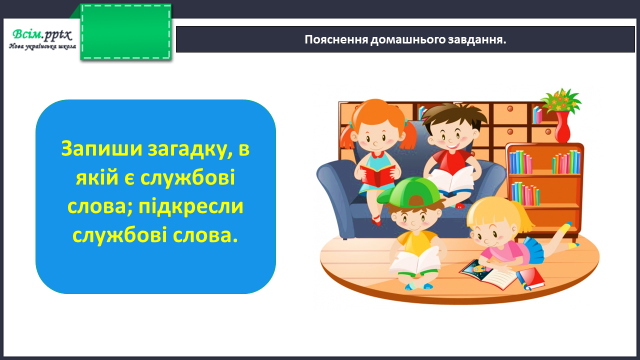 Всім.pptx
Нова українська школа
Пояснення домашнього завдання.
Запиши загадку, в
якій є службові
слова; підкресли
службові слова.